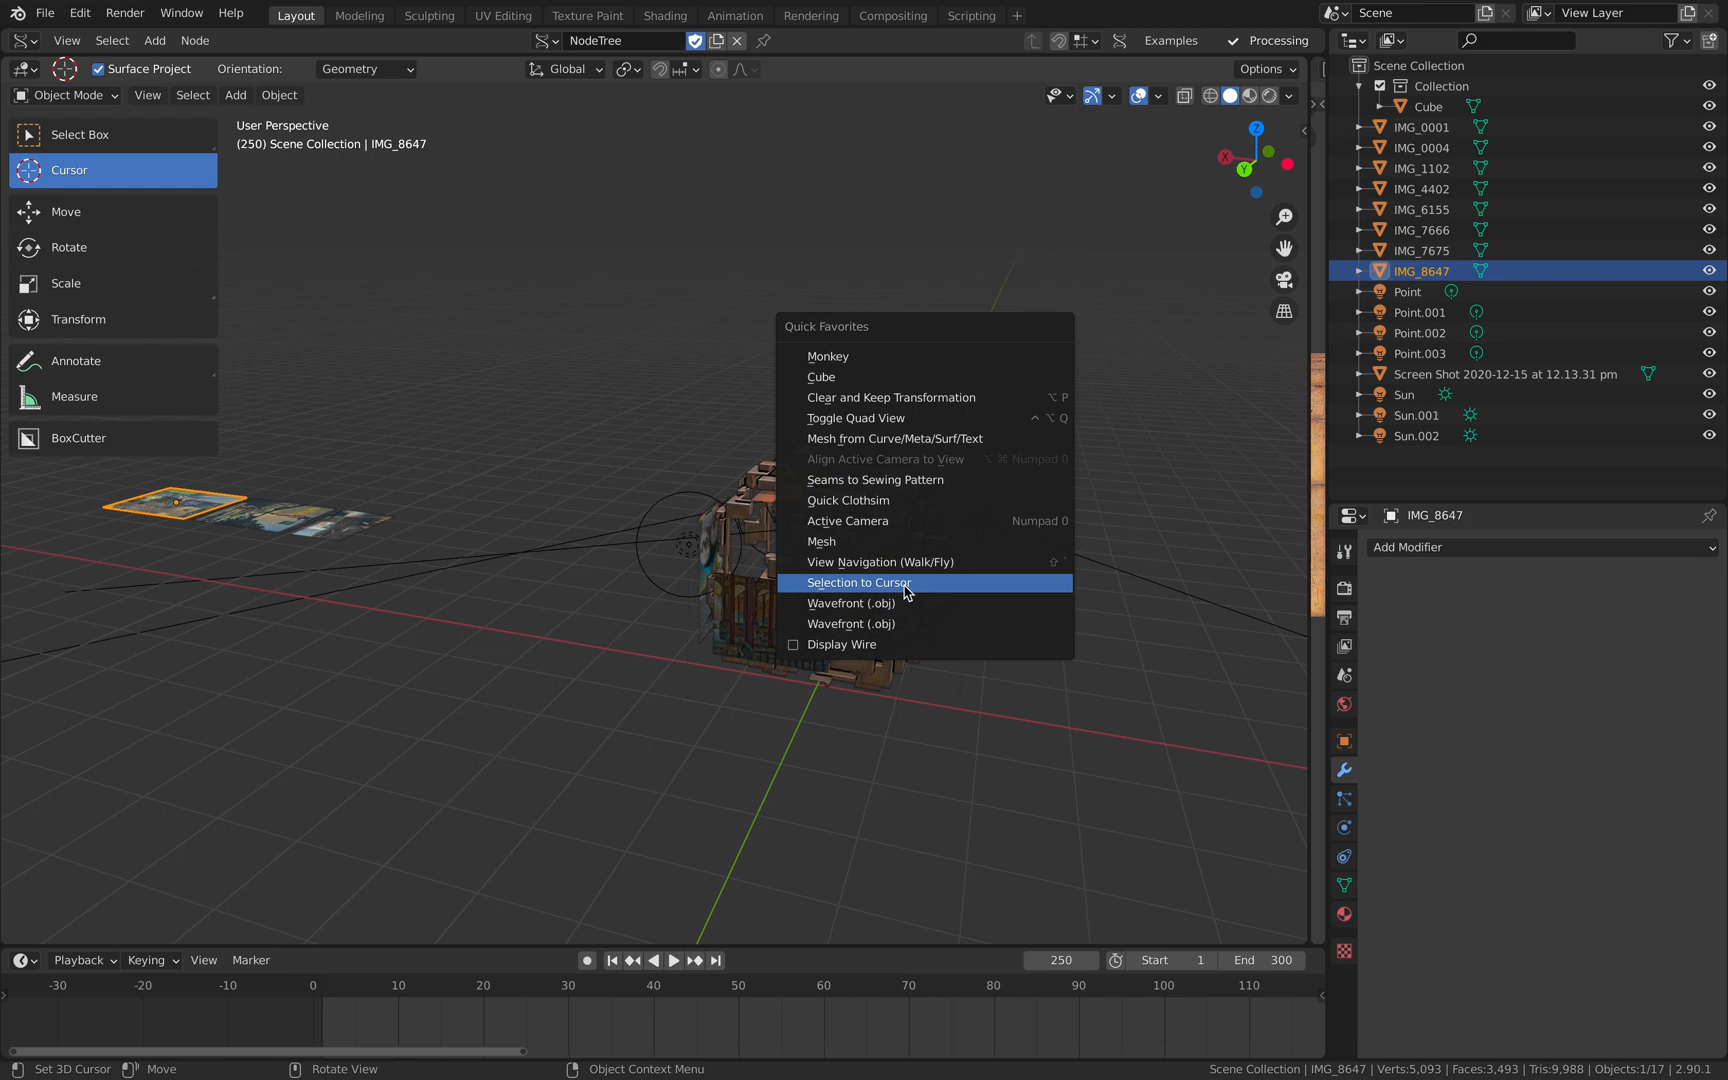 File Edit Render Window Help Layout Modeling Sculpting UV Editing Texture Paint Shading Animation Rendering Compositing Scripting + Scene View Layer
View Select Add Node NodeTree Examples Processing
Surface Project Orientation: Geometry Global Options
Object Mode View Select Add Object
Select Box
Cursor
Move
Rotate
Scale
Transform
Annotate
Measure
BoxCutter
User Perspective
(250) Scene Collection | IMG_8647
Z
X
Y
Quick Favorites
Monkey
Cube
Clear and Keep Transformation ⌥ P
Toggle Quad View ^ ⌥ Q
Mesh from Curve/Meta/Surf/Text
Align Active Camera to View ⌥ ⌘ Numpad 0
Seams to Sewing Pattern
Quick Clothsim
Active Camera Numpad 0
Mesh
View Navigation (Walk/Fly) ⇧ `
Selection to Cursor
Wavefront (.obj)
Wavefront (.obj)
Display Wire
Scene Collection
Collection
Cube
IMG_0001
IMG_0004
IMG_1102
IMG_4402
IMG_6155
IMG_7666
IMG_7675
IMG_8647
Point
Point.001
Point.002
Point.003
Screen Shot 2020-12-15 at 12.13.31 pm
Sun
Sun.001
Sun.002
IMG_8647
Add Modifier
Playback Keying View Marker 250 Start 1 End 300
-30 -20 -10 0 10 20 30 40 50 60 70 80 90 100 110
Set 3D Cursor Move Rotate View Object Context Menu Scene Collection | IMG_8647 | Verts:5,093 | Faces:3,493 | Tris:9,988 | Objects:1/17 | 2.90.1